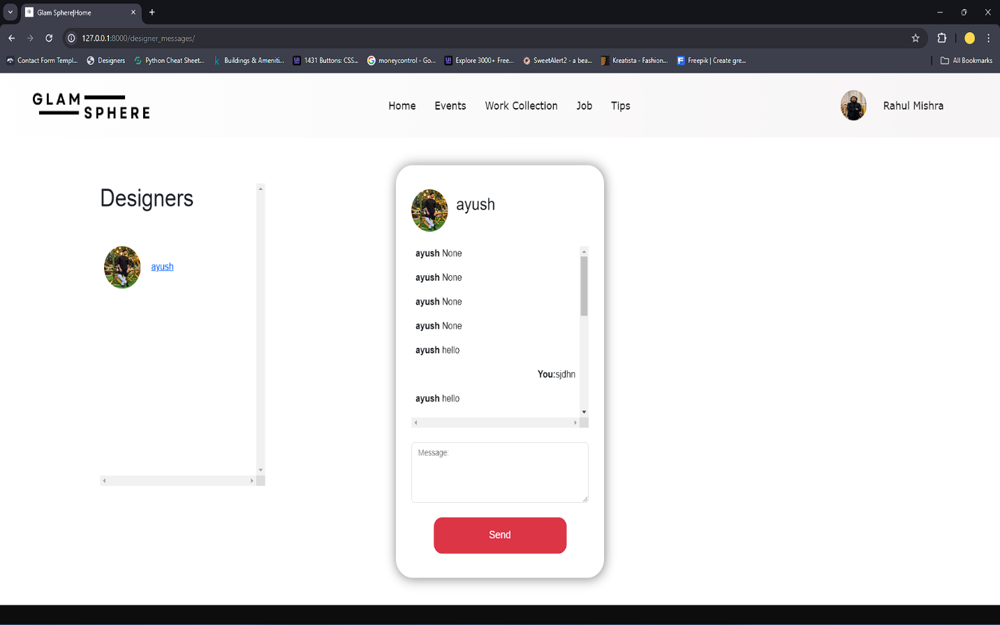 Glam Sphere|Home
127.0.0.1:8000/designer_messages/
Contact Form Templ... Designers Python Cheat Sheet... Buildings & Ameniti... 1431 Buttons: CSS... moneycontrol - Go... Explore 3000+ Free... SweetAlert2 - a bea... Kreatista - Fashion... Freepik | Create gre... All Bookmarks
GLAM
SPHERE
Home Events Work Collection Job Tips
Rahul Mishra
Designers
ayush
ayush
ayush None
ayush None
ayush None
ayush None
ayush hello
You:sjdhn
ayush hello
Message:
Send